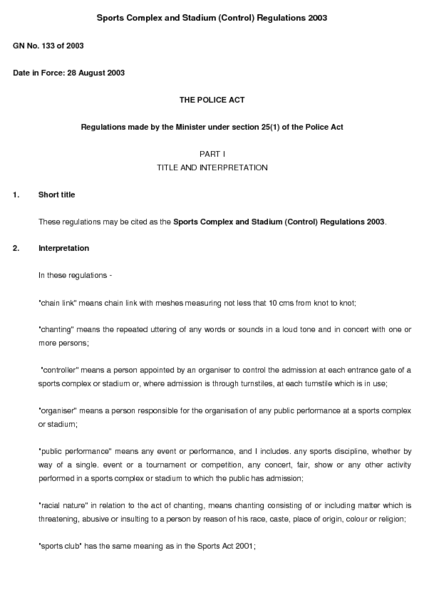 Sports Complex and Stadium (Control) Regulations 2003
GN No. 133 of 2003
Date in Force: 28 August 2003
THE POLICE ACT
Regulations made by the Minister under section 25(1) of the Police Act
PART I
TITLE AND INTERPRETATION
1. Short title
These regulations may be cited as the Sports Complex and Stadium (Control) Regulations 2003.
2. Interpretation
In these regulations -
"chain link" means chain link with meshes measuring not less that 10 cms from knot to knot;
"chanting" means the repeated uttering of any words or sounds in a loud tone and in concert with one or
more persons;
"controller" means a person appointed by an organiser to control the admission at each entrance gate of a
sports complex or stadium or, where admission is through turnstiles, at each turnstile which is in use;
"organiser" means a person responsible for the organisation of any public performance at a sports complex
or stadium;
"public performance" means any event or performance, and I includes. any sports discipline, whether by
way of a single. event or a tournament or competition, any concert, fair, show or any other activity
performed in a sports complex or stadium to which the public has admission;
"racial nature" in relation to the act of chanting, means chanting consisting of or including matter which is
threatening, abusive or insulting to a person by reason of his race, caste, place of origin, colour or religion;
"sports club" has the same meaning as in the Sports Act 2001;